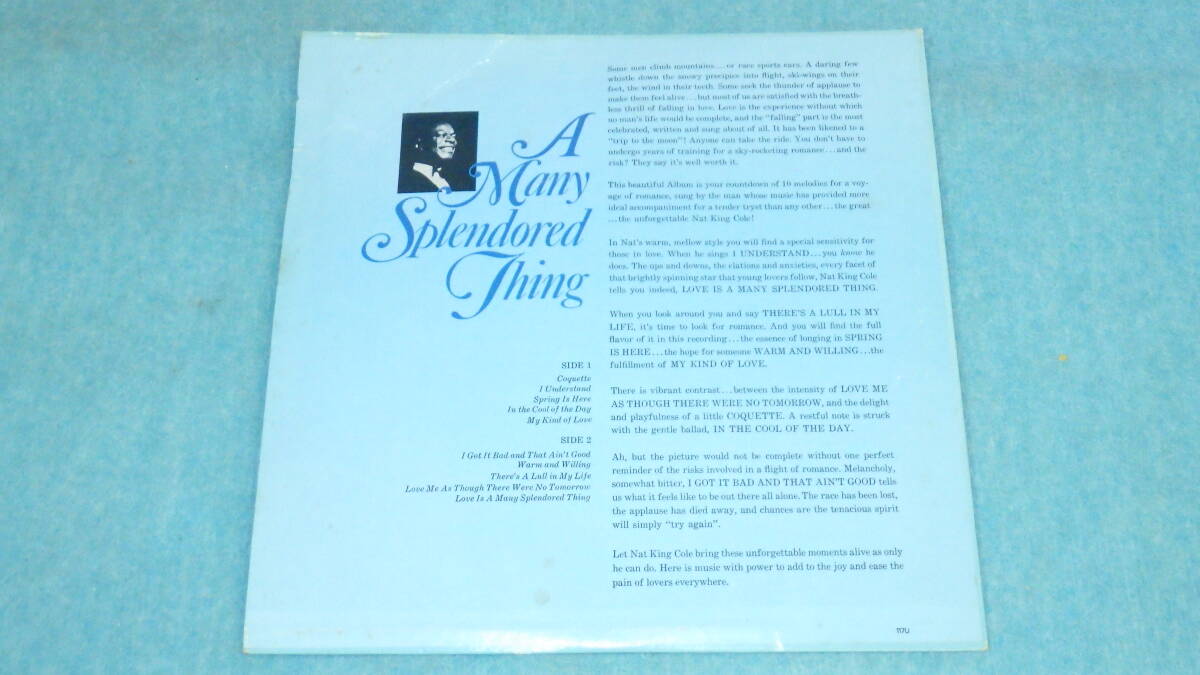 A
Many
Splendored
Thing
SIDE 1
Coquette
I Understand
Spring Is Here
In the Cool of the Day
My Kind of Love
SIDE 2
I Got It Bad and That Ain't Good
Warm and Willing
There's A Lull in My Life
Love Me As Though There Were No Tomorrow
Love Is A Many Splendored Thing
Some men climb mountains....or race sports cars. A daring few
whistle down the snowy precipice into flight, ski-wings on their
feet, the wind in their teeth. Some seek the thunder of applause to
make them feel alive...but most of us are satisfied with the breath-
less thrill of falling in love. Love is the experience without which
no man's life would be complete, and the “falling” part is the most
celebrated, written and sung about of all. It has been likened to a
“trip to the moon”! Anyone can take the ride. You don't have to
undergo years of training for a sky-rocketing romance...and the
risk? They say it's well worth it.
This beautiful Album is your countdown of 10 melodies for a voy-
age of romance, sung by the man whose music has provided more
ideal accompaniment for a tender tryst than any other...the great
...the unforgettable Nat King Cole!
In Nat's warm, mellow style you will find a special sensitivity for
those in love. When he sings I UNDERSTAND...you know he
does. The ups and downs, the elations and anxieties, every facet of
that brightly spinning star that young lovers follow, Nat King Cole
tells you indeed, LOVE IS A MANY SPLENDORED THING.
When you look around you and say THERE'S A LULL IN MY
LIFE, it's time to look for romance. And you will find the full
flavor of it in this recording...the essence of longing in SPRING
IS HERE...the hope for someone WARM AND WILLING...the
fulfillment of MY KIND OF LOVE.
There is vibrant contrast...between the intensity of LOVE ME
AS THOUGH THERE WERE NO TOMORROW, and the delight
and playfulness of a little COQUETTE. A restful note is struck
with the gentle ballad, IN THE COOL OF THE DAY.
Ah, but the picture would not be complete without one perfect
reminder of the risks involved in a flight of romance. Melancholy,
somewhat bitter, I GOT IT BAD AND THAT AIN'T GOOD tells
us what it feels like to be out there all alone. The race has been lost,
the applause has died away, and chances are the tenacious spirit
will simply “try again”.
Let Nat King Cole bring these unforgettable moments alive as only
he can do. Here is music with power to add to the joy and ease the
pain of lovers everywhere.